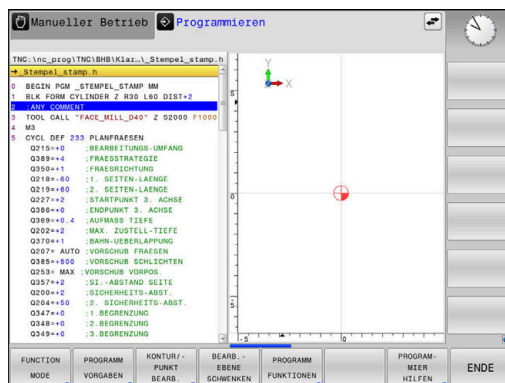 Manueller Betrieb
Programmieren
TNC:\nc_prog\TNC\BHB\Klar…\_Stempel_stamp.h
→_Stempel_stamp.h
0 BEGIN PGM _STEMPEL_STAMP MM
1 BLK FORM CYLINDER Z R30 L60 DIST+2
2 ;ANY COMMENT
3 TOOL CALL "FACE_MILL_D40" Z S2000 F1000
4 M3
5 CYCL DEF 233 PLANFRAESEN
Q215=+0 ;BEARBEITUNGS-UMFANG
Q389=+4 ;FRAESSTRATEGIE
Q350=+1 ;FRAESRICHTUNG
Q218=-60 ;1. SEITEN-LAENGE
Q219=+60 ;2. SEITEN-LAENGE
Q227=+2 ;STARTPUNKT 3. ACHSE
Q386=+0 ;ENDPUNKT 3. ACHSE
Q369=+0.4 ;AUFMASS TIEFE
Q202=+2 ;MAX. ZUSTELL-TIEFE
Q370=+1 ;BAHN-UEBERLAPPUNG
Q207= AUTO ;VORSCHUB FRAESEN
Q385=+500 ;VORSCHUB SCHLICHTEN
Q253= MAX ;VORSCHUB VORPOS.
Q357=+2 ;SI.-ABSTAND SEITE
Q200=+2 ;SICHERHEITS-ABST.
Q204=+50 ;2. SICHERHEITS-ABST.
Q347=+0 ;1.BEGRENZUNG
Q348=+0 ;2.BEGRENZUNG
Q349=+0 ;3.BEGRENZUNG
Y
X
5
0
-5
-5
0
FUNCTION MODE
PROGRAMM VORGABEN
KONTUR/- PUNKT BEARB.
BEARB.- EBENE SCHWENKEN
PROGRAMM FUNKTIONEN
PROGRAM- MIER HILFEN
ENDE